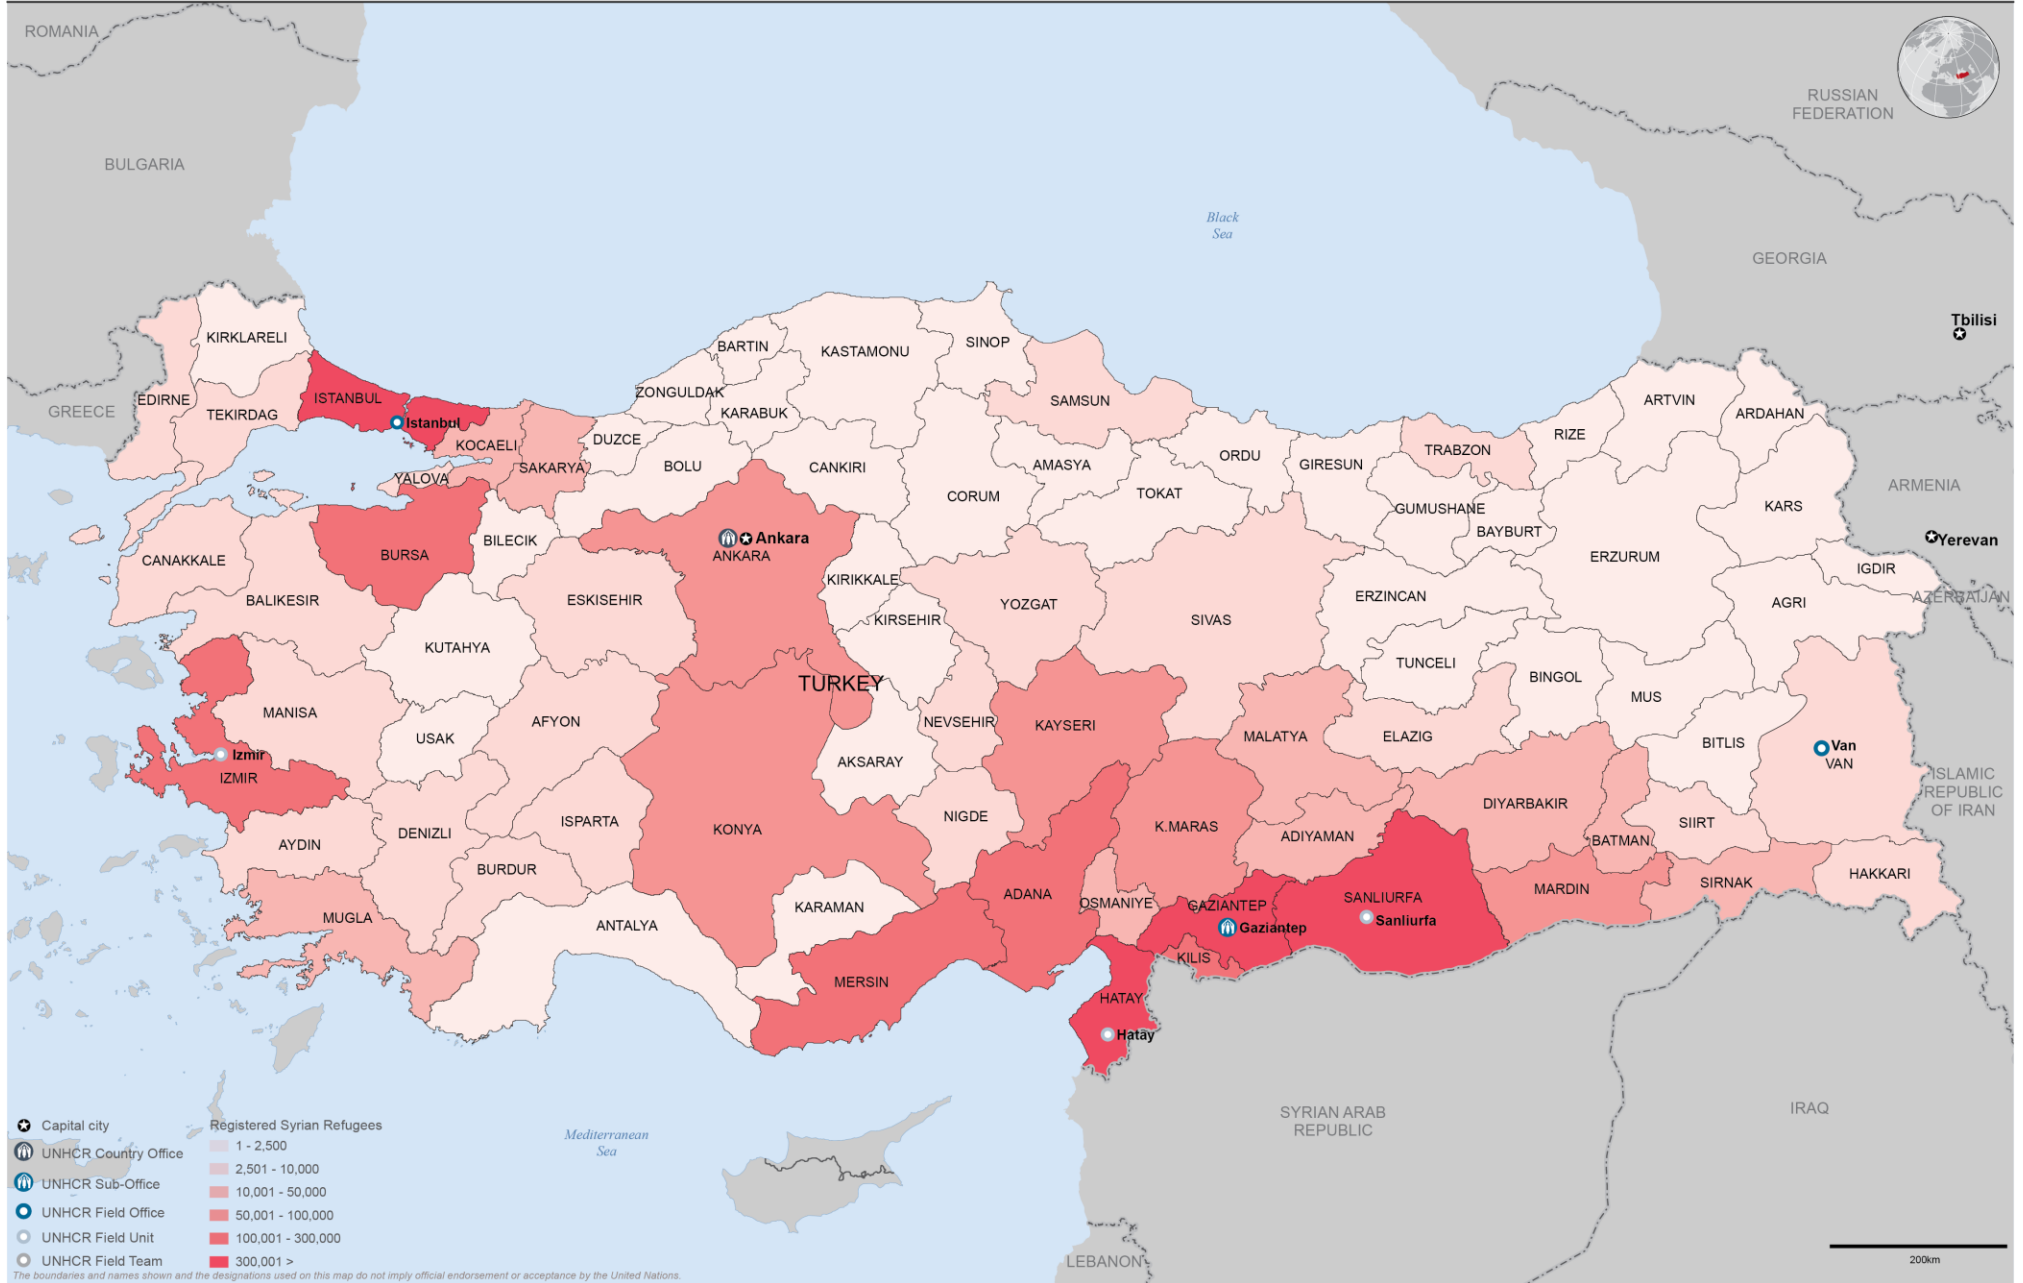 ROMANIA
BULGARIA
GREECE
RUSSIAN
FEDERATION
GEORGIA
Tbilisi
ARMENIA
Yerevan
AZERBAIJAN
ISLAMIC
REPUBLIC
OF IRAN
Black
Sea
KIRKLARELI
EDIRNE
TEKIRDAG
ISTANBUL
Istanbul
KOCAELI
SAKARYA
YALOVA
DUZCE
BOLU
ZONGULDAK
BARTIN
KARABUK
KASTAMONU
SINOP
CANKIRI
CORUM
SAMSUN
AMASYA
TOKAT
ORDU
GIRESUN
TRABZON
RIZE
ARTVIN
ARDAHAN
KARS
GUMUSHANE
BAYBURT
ERZURUM
IGDIR
AGRI
CANAKKALE
BALIKESIR
BURSA
BILECIK
ESKISEHIR
Ankara
ANKARA
KIRIKKALE
KIRSEHIR
YOZGAT
SIVAS
ERZINCAN
TUNCELI
BINGOL
MUS
BITLIS
Van
VAN
KUTAHYA
MANISA
USAK
AFYON
TURKEY
NEVSEHIR
KAYSERI
MALATYA
ELAZIG
Izmir
IZMIR
AKSARAY
KONYA
NIGDE
ISPARTA
DENIZLI
AYDIN
BURDUR
MUGLA
ANTALYA
KARAMAN
MERSIN
ADANA
K.MARAS
OSMANIYE
ADIYAMAN
DIYARBAKIR
BATMAN
SIIRT
SIRNAK
HAKKARI
MARDIN
SANLIURFA
Sanliurfa
GAZIANTEP
Gaziantep
KILIS
HATAY
Hatay
SYRIAN ARAB
REPUBLIC
IRAQ
LEBANON
Mediterranean
Sea
Capital city
UNHCR Country Office
UNHCR Sub-Office
UNHCR Field Office
UNHCR Field Unit
UNHCR Field Team
Registered Syrian Refugees
1 - 2,500
2,501 - 10,000
10,001 - 50,000
50,001 - 100,000
100,001 - 300,000
300,001 >
200km
The boundaries and names shown and the designations used on this map do not imply official endorsement or acceptance by the United Nations.